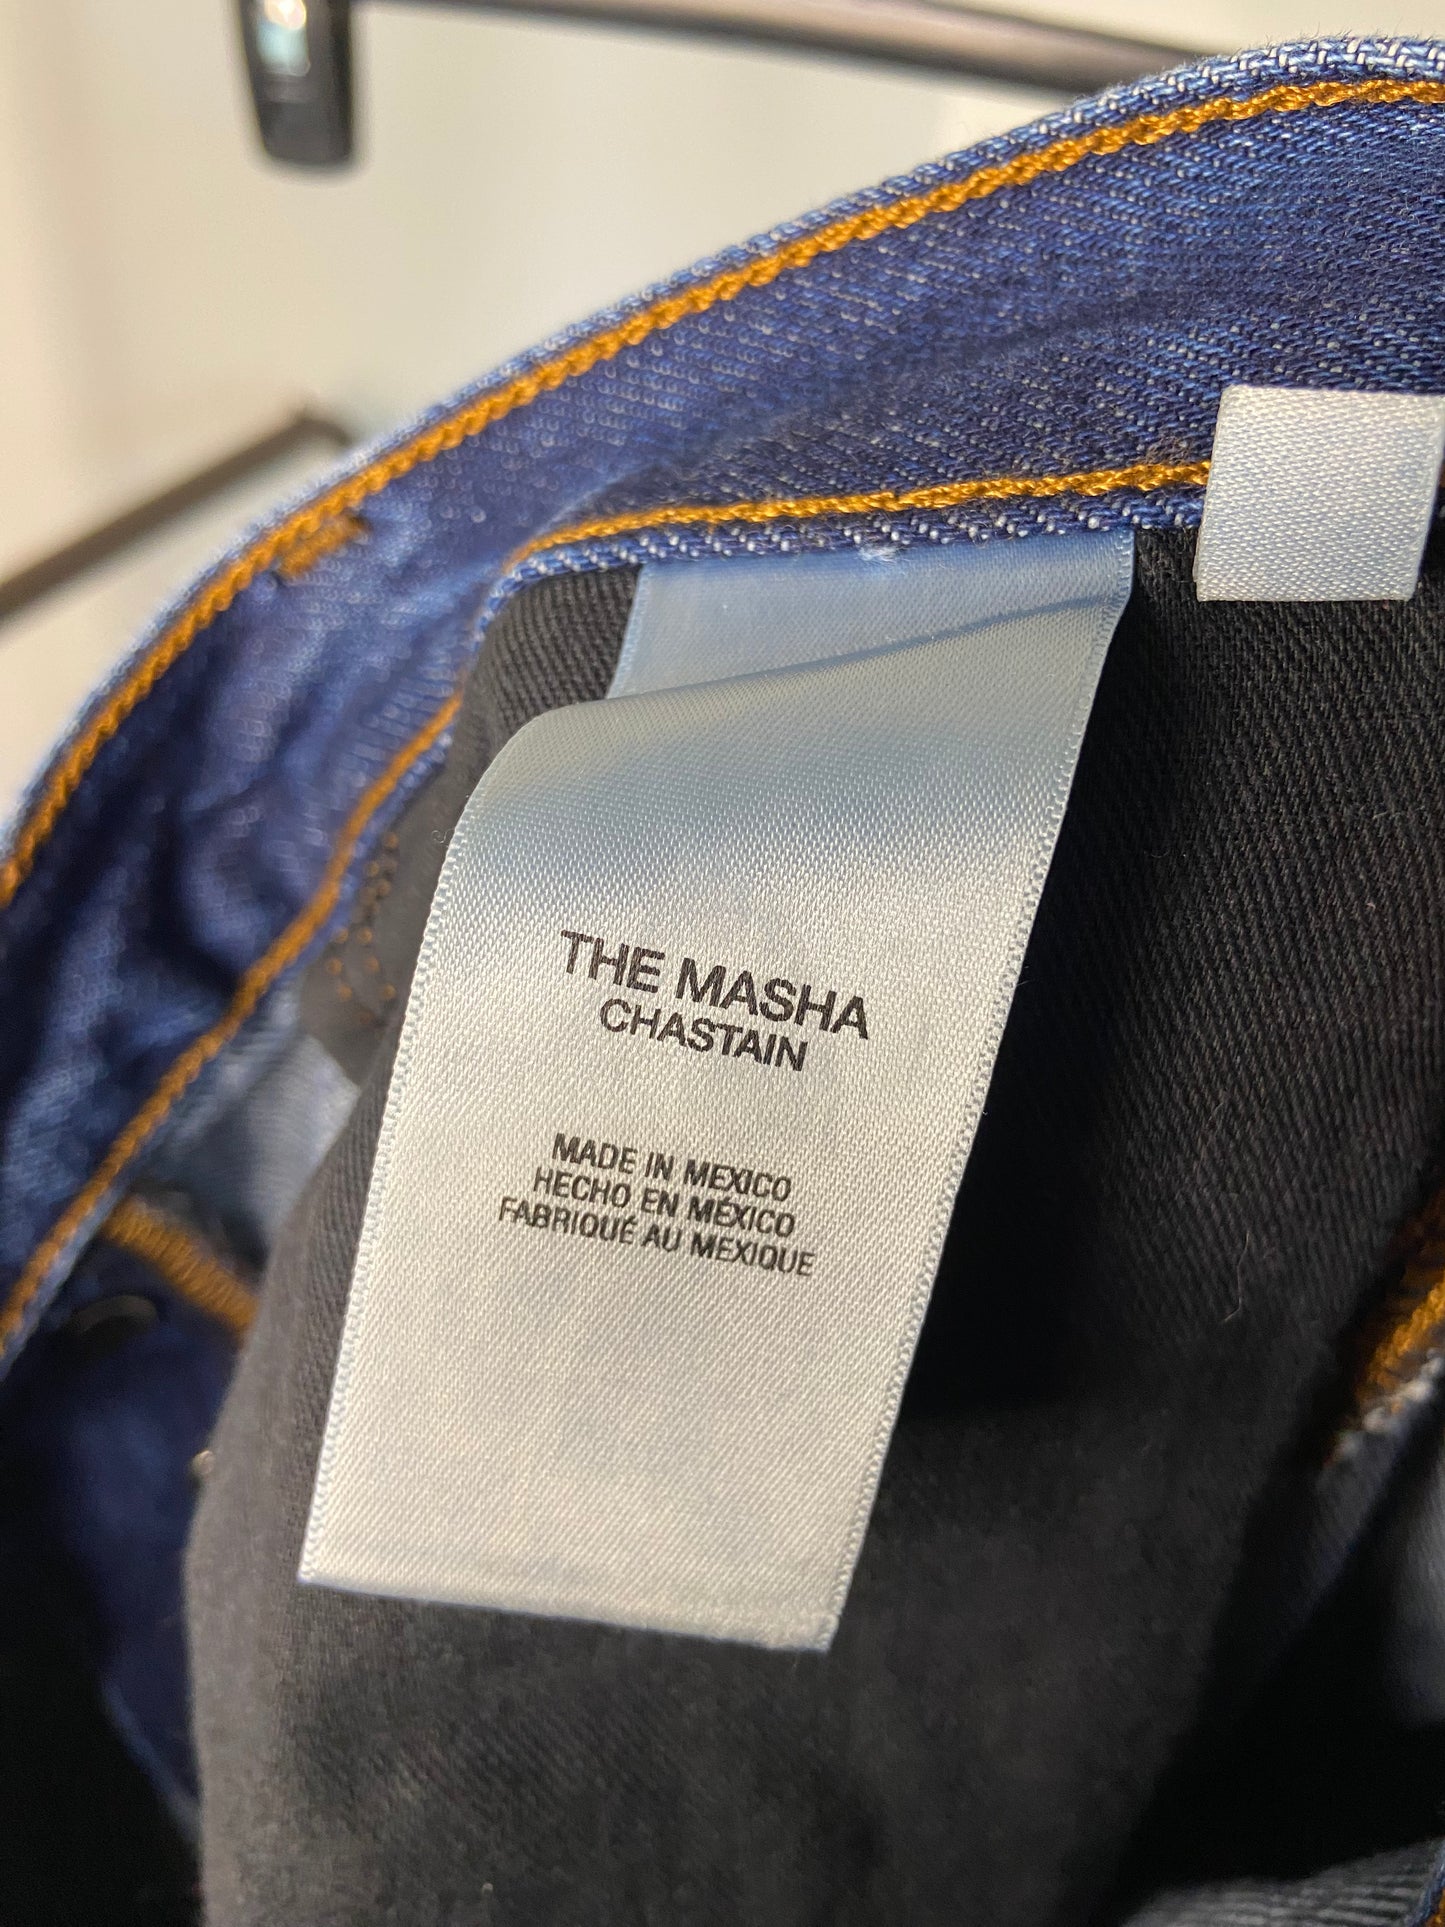 THE MASHA
CHASTAIN
MADE IN MEXICO
HECHO EN MÉXICO
FABRIQUÉ AU MEXIQUE